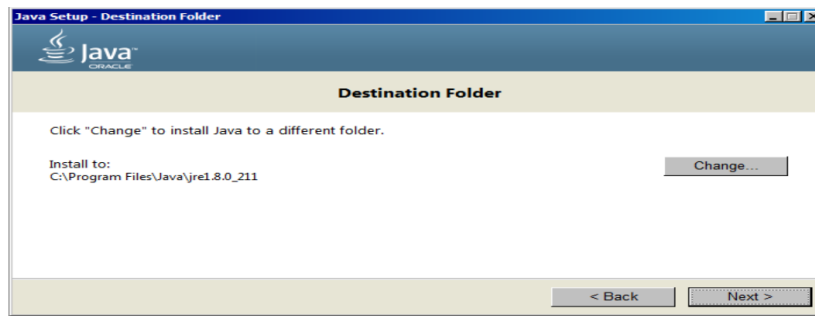 Java Setup - Destination Folder
Java™
ORACLE
Destination Folder
Click "Change" to install Java to a different folder.
Install to:
C:\Program Files\Java\jre1.8.0_211
Change...
< Back
Next >